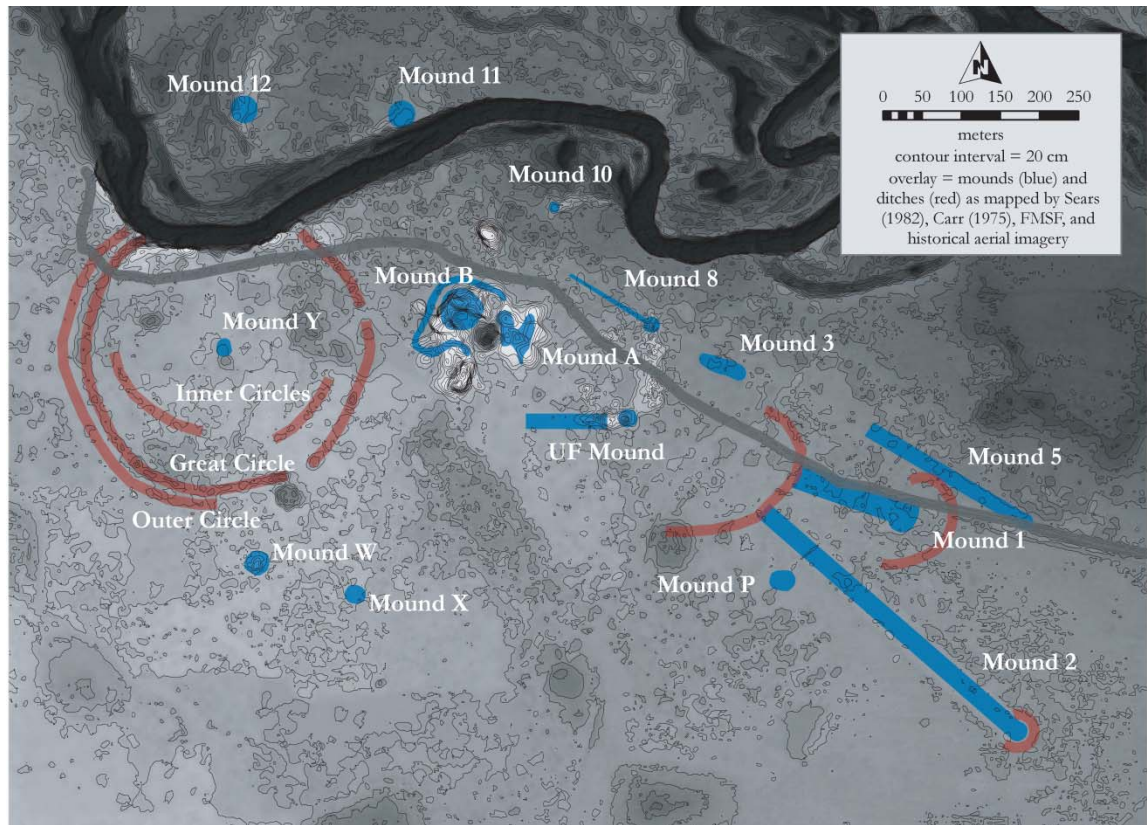 Mound 12
Mound 11
N
0 50 100 150 200 250
meters
contour interval = 20 cm
overlay = mounds (blue) and
ditches (red) as mapped by Sears
(1982), Carr (1975), FMSF, and
historical aerial imagery
Mound 10
Mound B
Mound 8
Mound Y
Mound A
Mound 3
Inner Circles
UF Mound
Great Circle
Mound 5
Outer Circle
Mound 1
Mound W
Mound P
Mound X
Mound 2